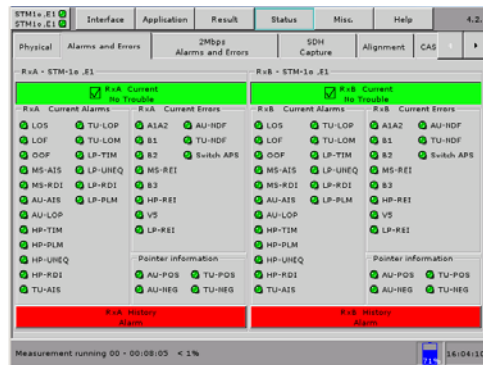 STM1o,E1 Interface Application Result Status Misc. Help 4.2.
STM1o,E1
Physical Alarms and Errors 2Mbps Alarms and Errors SDH Capture Alignment CAS
RxA - STM-1o ,E1 RxB - STM-1o ,E1
RxA Current No Trouble RxB Current No Trouble
RxA Current Alarms RxA Current Errors RxB Current Alarms RxB Current Errors
LOS TU-LOP A1A2 AU-NDF LOS TU-LOP A1A2 AU-NDF
LOF TU-LOM B1 TU-NDF LOF TU-LOM B1 TU-NDF
OOF LP-TIM B2 Switch APS OOF LP-TIM B2 Switch APS
MS-AIS LP-UNEQ MS-REI MS-AIS LP-UNEQ MS-REI
MS-RDI LP-RDI B3 MS-RDI LP-RDI B3
AU-AIS LP-PLM HP-REI AU-AIS LP-PLM HP-REI
AU-LOP V5 AU-LOP V5
HP-TIM LP-REI HP-TIM LP-REI
HP-PLM HP-PLM
HP-UNEQ Pointer information HP-UNEQ Pointer information
HP-RDI AU-POS TU-POS HP-RDI AU-POS TU-POS
TU-AIS AU-NEG TU-NEG TU-AIS AU-NEG TU-NEG
RxA History Alarm RxB History Alarm
Measurement running 00 - 00:08:05 < 1% 71% 16:04:10